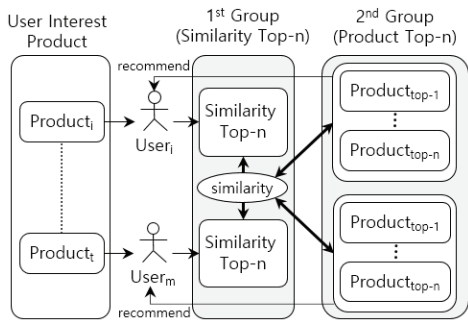 User Interest
Product
1st Group
(Similarity Top-n)
2nd Group
(Product Top-n)
recommend
Producti
Useri
Similarity
Top-n
Producttop-1
Producttop-n
similarity
Productt
Userm
Similarity
Top-n
Producttop-1
Producttop-n
recommend